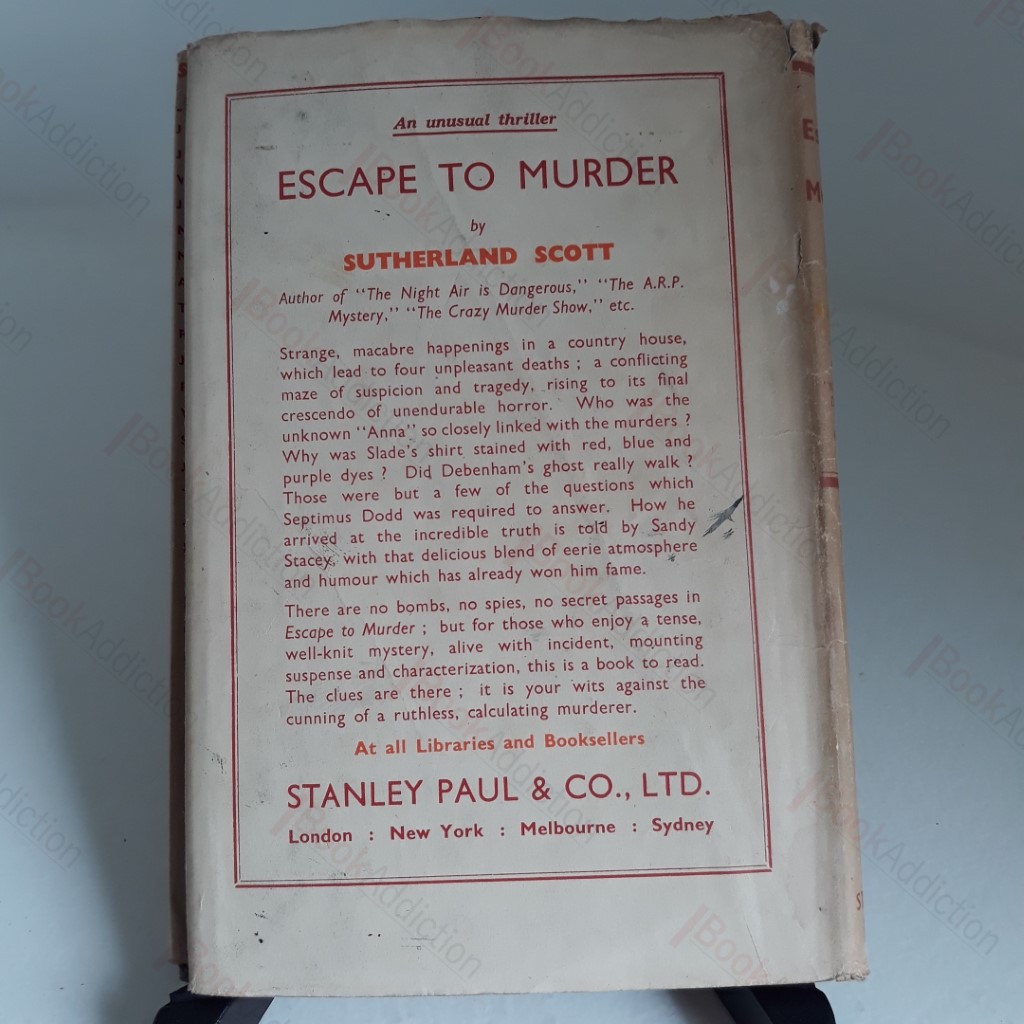 An unusual thriller
ESCAPE TO MURDER
by
SUTHERLAND SCOTT
Author of "The Night Air is Dangerous," "The A.R.P.
Mystery," "The Crazy Murder Show," etc.
Strange, macabre happenings in a country house,
which lead to four unpleasant deaths ; a conflicting
maze of suspicion and tragedy, rising to its final
crescendo of unendurable horror. Who was the
unknown "Anna" so closely linked with the murders ?
Why was Slade's shirt stained with red, blue and
purple dyes ? Did Debenham's ghost really walk ?
Those were but a few of the questions which
Septimus Dodd was required to answer. How he
arrived at the incredible truth is told by Sandy
Stacey, with that delicious blend of eerie atmosphere
and humour which has already won him fame.
There are no bombs, no spies, no secret passages in
Escape to Murder ; but for those who enjoy a tense,
well-knit mystery, alive with incident, mounting
suspense and characterization, this is a book to read.
The clues are there ; it is your wits against the
cunning of a ruthless, calculating murderer.
At all Libraries and Booksellers
STANLEY PAUL & CO., LTD.
London : New York : Melbourne : Sydney
BookAddiction